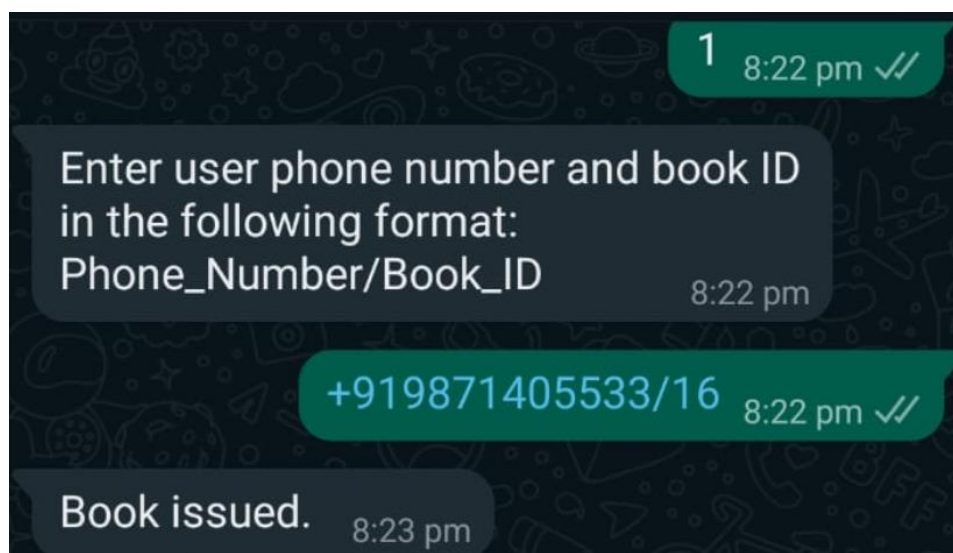 1
8:22 pm
Enter user phone number and book ID
in the following format:
Phone_Number/Book_ID
8:22 pm
+919871405533/16
8:22 pm
Book issued.
8:23 pm